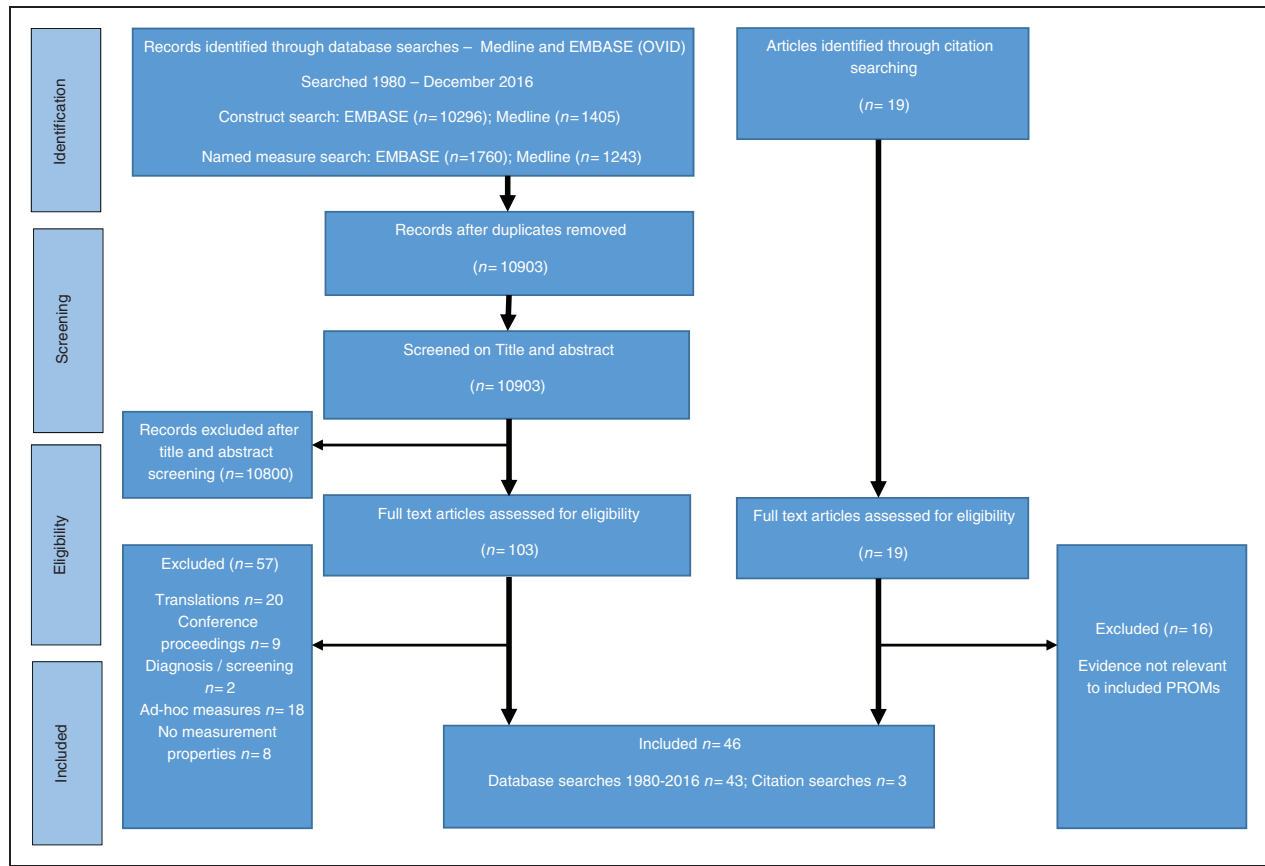 Identification
Records identified through database searches – Medline and EMBASE (OVID)
Searched 1980 – December 2016
Construct search: EMBASE (n=10296); Medline (n=1405)
Named measure search: EMBASE (n=1760); Medline (n=1243)
Articles identified through citation
searching
(n=19)
Screening
Records after duplicates removed
(n=10903)
Screened on Title and abstract
(n=10903)
Records excluded after
title and abstract
screening (n=10800)
Eligibility
Full text articles assessed for eligibility
(n=103)
Full text articles assessed for eligibility
(n=19)
Excluded (n=57)
Translations n=20
Conference
proceedings n=9
Diagnosis / screening
n=2
Ad-hoc measures n=18
No measurement
properties n=8
Excluded (n=16)
Evidence not relevant
to included PROMs
Included
Included n=46
Database searches 1980-2016 n=43; Citation searches n=3